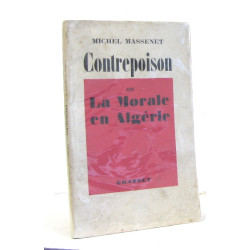 MICHEL MASSENET
Contrepoison
OU
La Morale
en Algérie
GRASSET